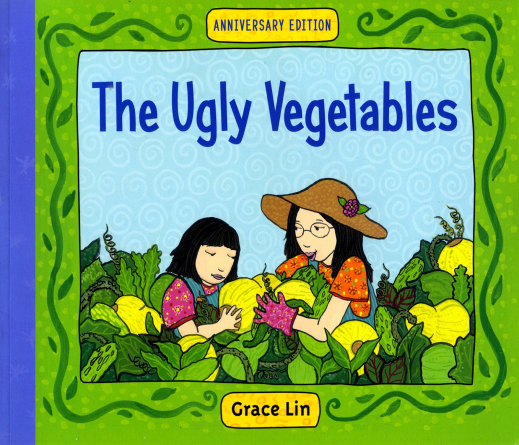 ANNIVERSARY EDITION
The Ugly Vegetables
Grace Lin